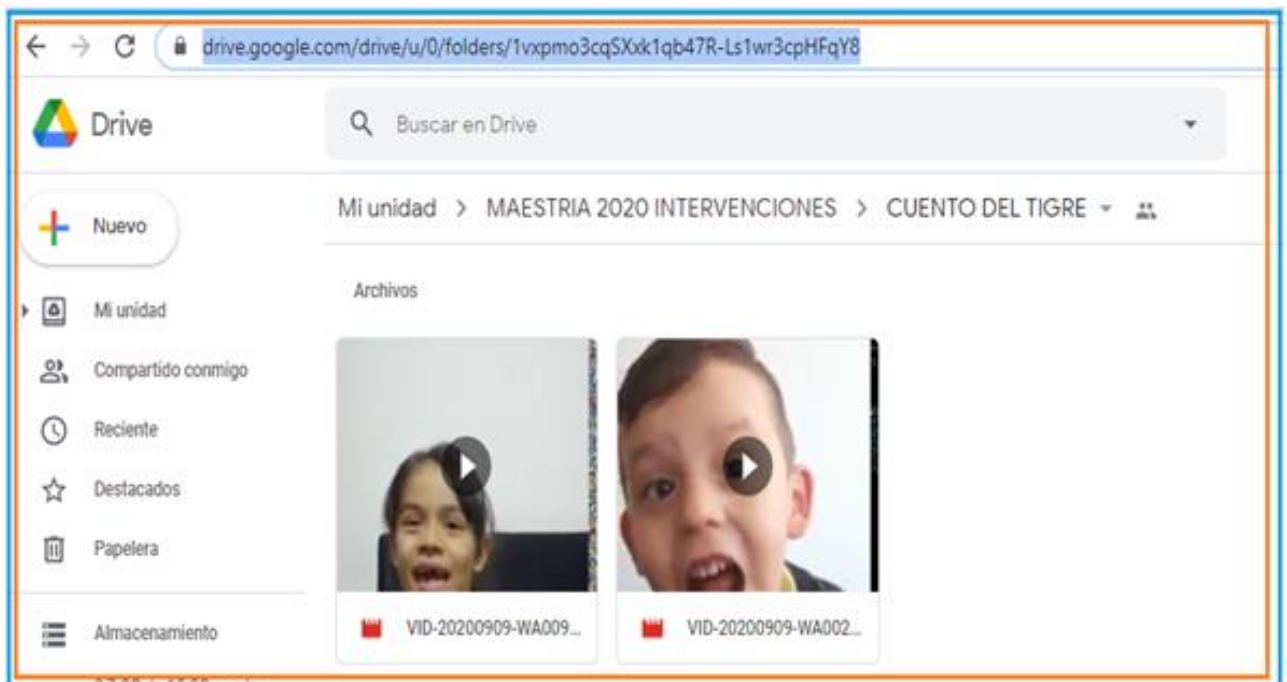 drive.google.com/drive/u/0/folders/1vxpmo3cqSXxk1qb47R-Ls1wr3cpHFqY8
Drive
Buscar en Drive
Nuevo
Mi unidad > MAESTRIA 2020 INTERVENCIONES > CUENTO DEL TIGRE
Mi unidad
Compartido conmigo
Reciente
Destacados
Papelera
Almacenamiento
Archivos
VID-20200909-WA009...
VID-20200909-WA002...